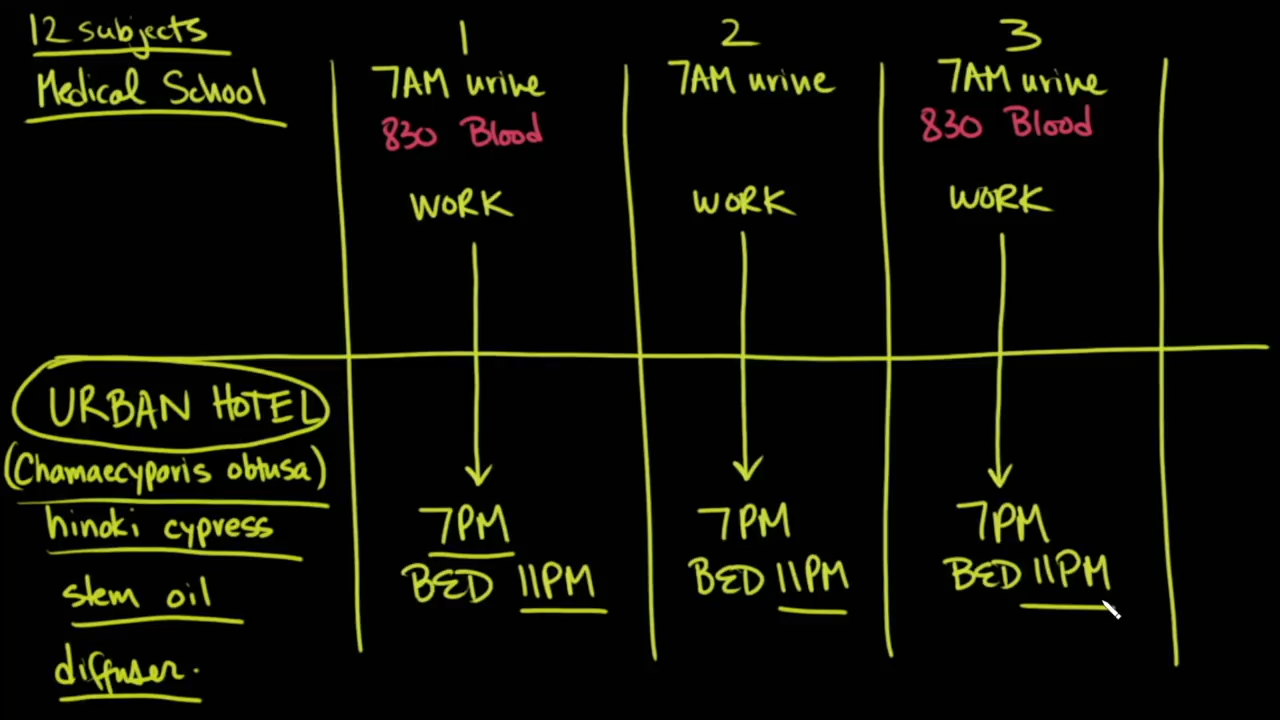 12 subjects
Medical School
1
7AM urine
830 Blood
WORK
2
7AM urine
WORK
3
7AM urine
830 Blood
WORK
URBAN HOTEL
(Chamaecyporis obtusa)
hinoki cypress
stem oil
diffuser.
7PM
BED 11PM
7PM
BED 11PM
7PM
BED 11PM